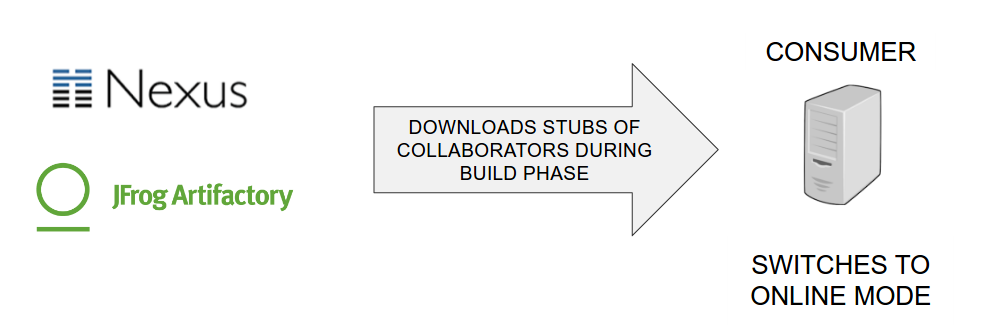 Nexus
JFrog Artifactory
DOWNLOADS STUBS OF
COLLABORATORS DURING
BUILD PHASE
CONSUMER
SWITCHES TO
ONLINE MODE